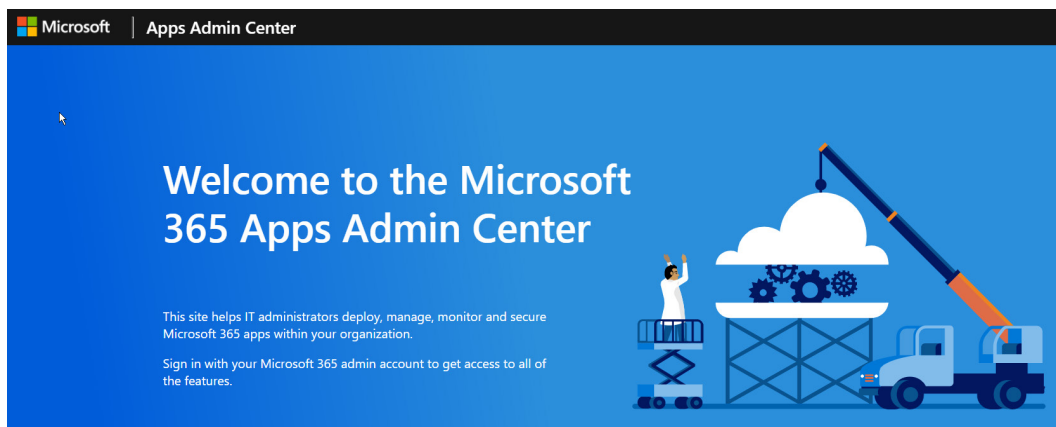 Microsoft | Apps Admin Center
Welcome to the Microsoft
365 Apps Admin Center
This site helps IT administrators deploy, manage, monitor and secure
Microsoft 365 apps within your organization.
Sign in with your Microsoft 365 admin account to get access to all of
the features.